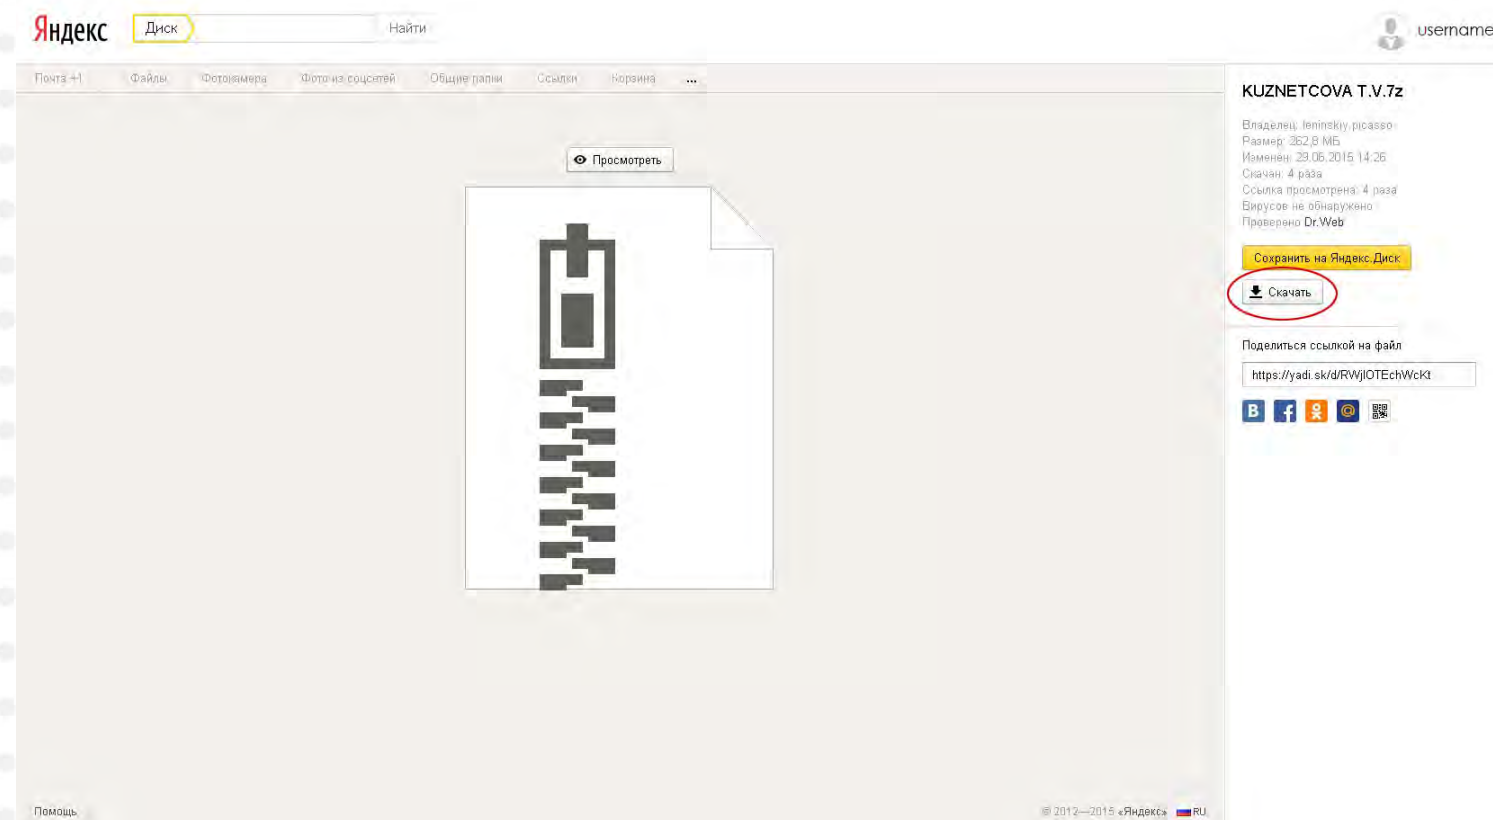 Яндекс
Диск
Найти
username
Почта +1
Файлы
Фотокамера
Фото из соцсетей
Общие папки
Ссылки
Корзина
...
Просмотреть
KUZNETCOVA T.V.7z
Владелец: leninskiy.picasso
Размер: 262,8 МБ
Изменён: 29.06.2015 14:26
Скачан: 4 раза
Ссылка просмотрена: 4 раза
Вирусов не обнаружено
Проверено Dr.Web
Сохранить на Яндекс.Диск
Скачать
Поделиться ссылкой на файл
https://yadi.sk/d/RWjlOTEchWcKt
Помощь
© 2012—2015 «Яндекс» RU